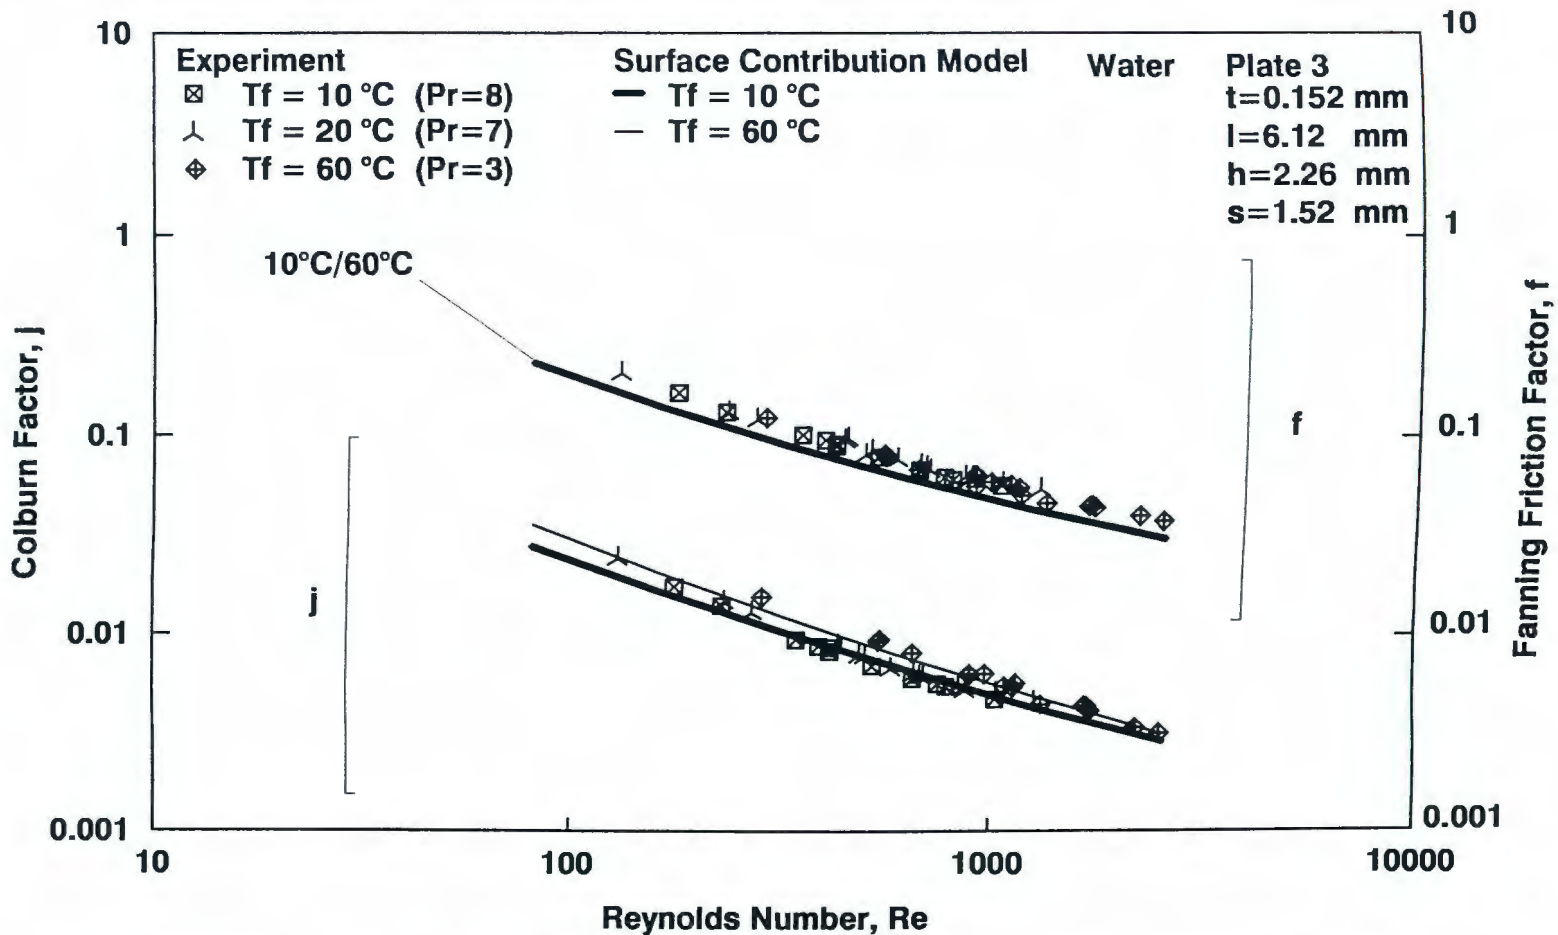 Experiment
Tf = 10 °C (Pr=8)
Tf = 20 °C (Pr=7)
Tf = 60 °C (Pr=3)
Surface Contribution Model
Tf = 10 °C
Tf = 60 °C
Water
Plate 3
t=0.152 mm
l=6.12 mm
h=2.26 mm
s=1.52 mm
10
1
0.1
0.01
0.001
Colburn Factor, j
10°C/60°C
j
f
10
1
0.1
0.01
0.001
Fanning Friction Factor, f
10
100
1000
10000
Reynolds Number, Re